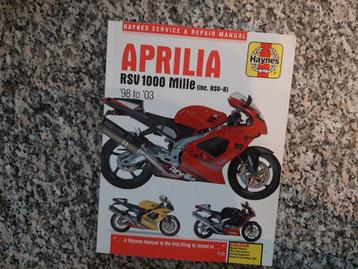 HAYNES SERVICE & REPAIR MANUAL
APRILIA
Haynes
RSV1000 Mille (inc. RSV-R)
'98 to '03
aprilia
... a Haynes manual is the first thing to invest in ...